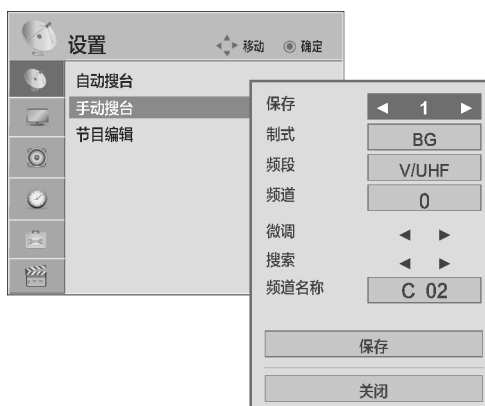 设置 移动 确定
自动搜台
手动搜台
节目编辑
保存 1
制式 BG
频段 V/UHF
频道 0
微调
搜索
频道名称 C 02
保存
关闭